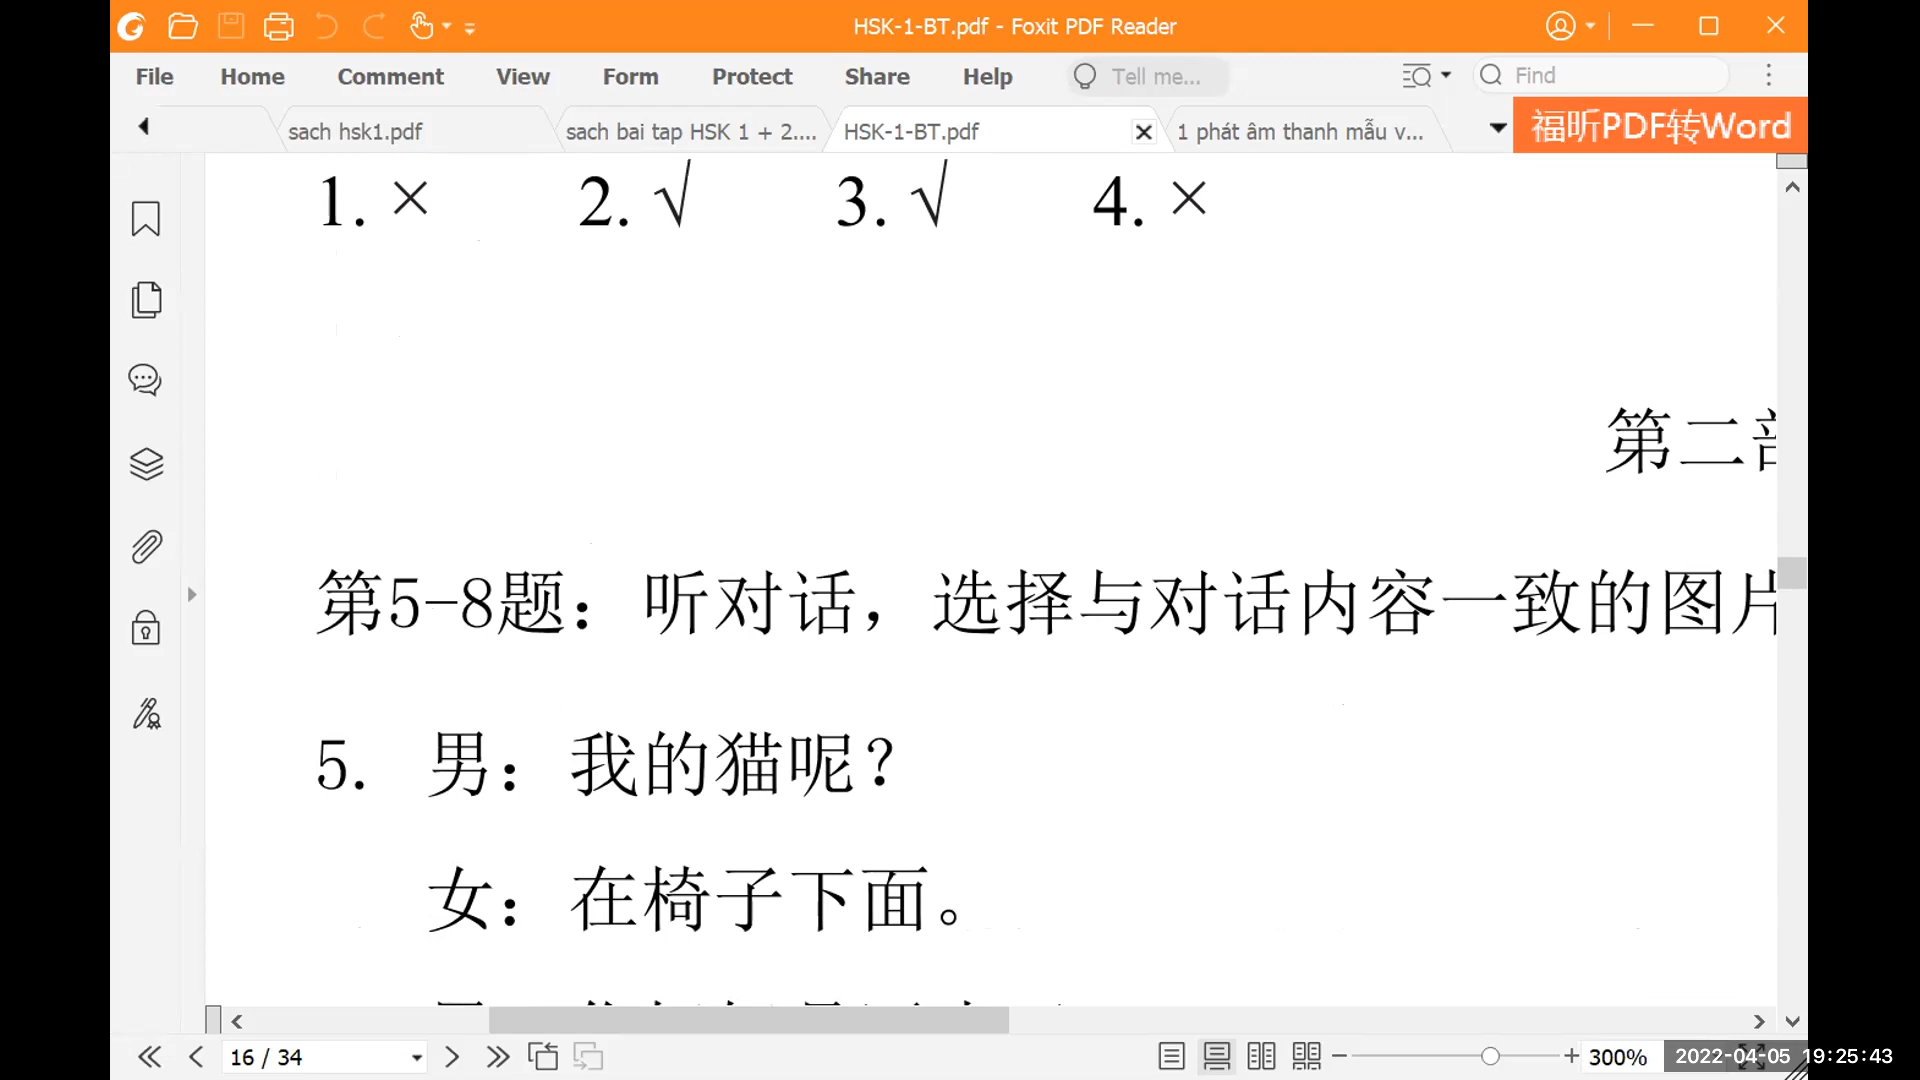 HSK-1-BT.pdf - Foxit PDF Reader
File Home Comment View Form Protect Share Help Tell me... Find
sach hsk1.pdf sach bai tap HSK 1 + 2.... HSK-1-BT.pdf 1 phát âm thanh mẫu v... 福昕PDF转Word
1. × 2. √ 3. √ 4. ×
第二部
第5-8题：听对话，选择与对话内容一致的图片
5. 男：我的猫呢？
女：在椅子下面。
16 / 34 300% 2022-04-05 19:25:43